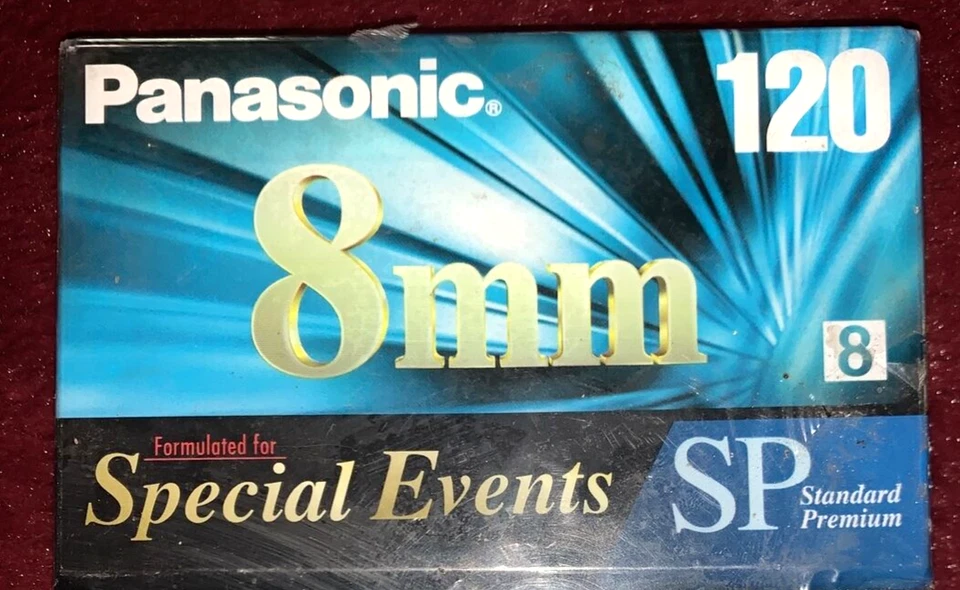 Panasonic®
120
8mm
8
Formulated for
Special Events
SP
Standard
Premium